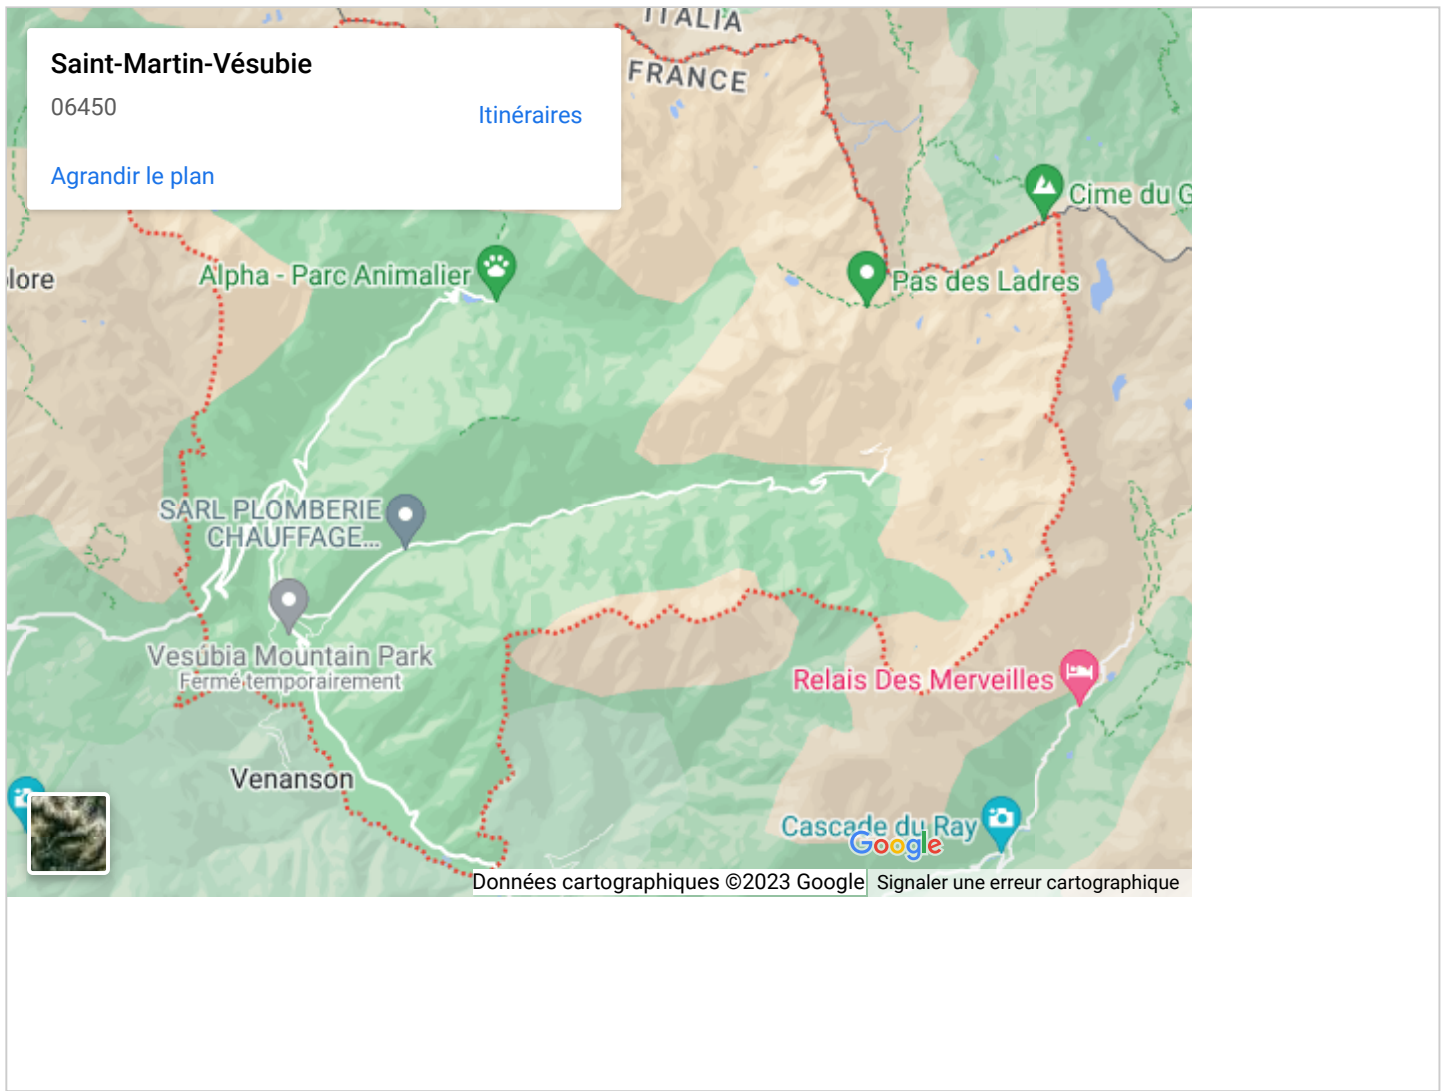 ITALIA
FRANCE
Saint-Martin-Vésubie
06450
Itinéraires
Agrandir le plan
Cime du G
Alpha - Parc Animalier
lore
Pas des Ladres
SARL PLOMBERIE
CHAUFFAGE...
Vesúbia Mountain Park
Fermé temporairement
Relais Des Merveilles
Venanson
Cascade du Ray
Google
Données cartographiques ©2023 Google
Signaler une erreur cartographique